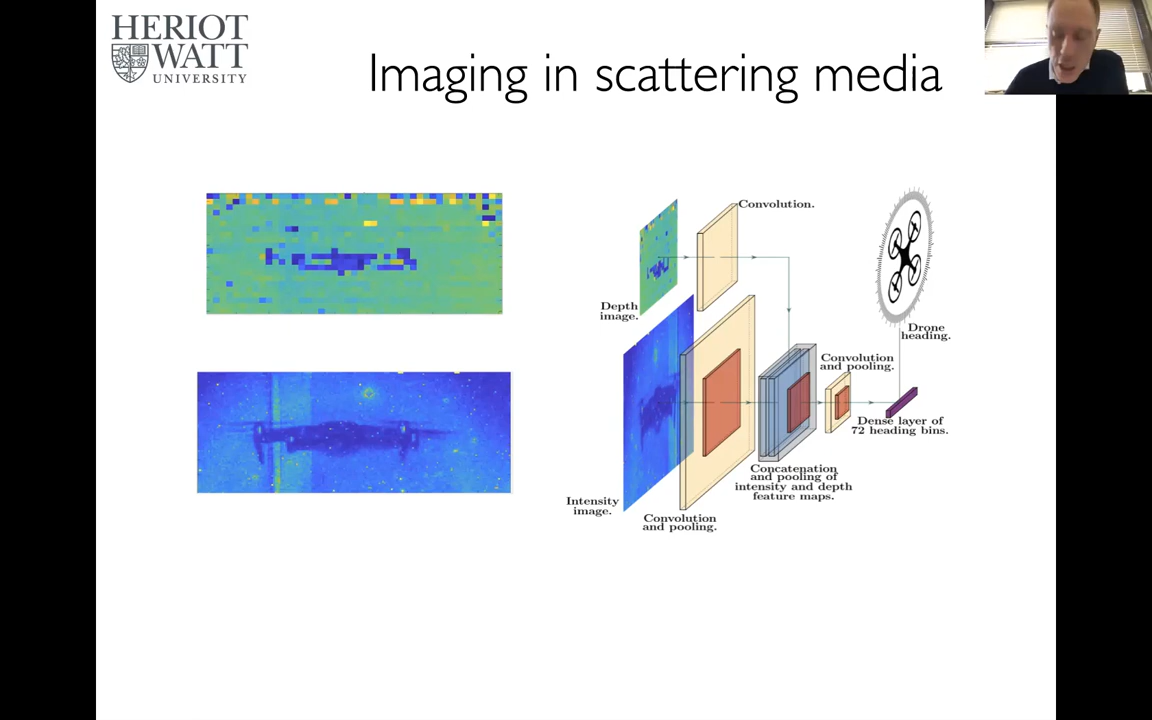 HERIOT
WATT
UNIVERSITY
Imaging in scattering media
Convolution.
Depth
image.
Drone
heading.
Convolution
and pooling.
Dense layer of
72 heading bins.
Concatenation
and pooling of
intensity and depth
feature maps.
Intensity
image.
Convolution
and pooling.